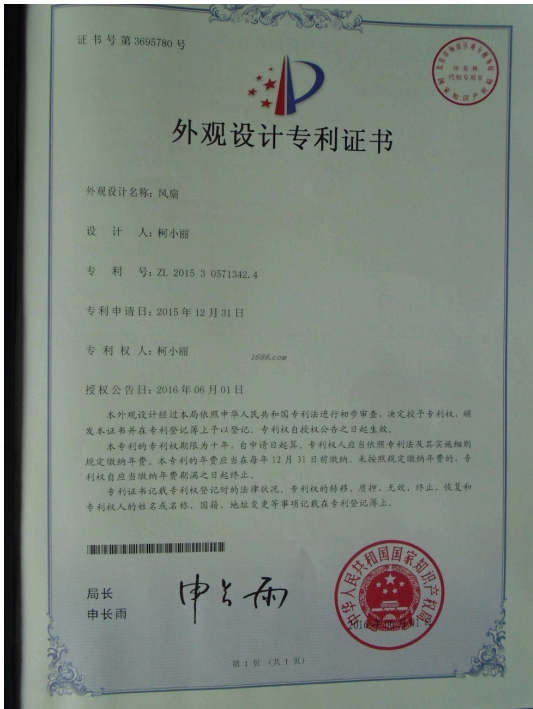 证书号第3695780号
外观设计专利证书
外观设计名称：风扇
设计人：柯小丽
专利号：ZL 2015 3 0571342.4
专利申请日：2015年12月31日
专利权人：柯小丽
1688.com
授权公告日：2016年06月01日
本外观设计经过本局依照中华人民共和国专利法进行初步审查，决定授予专利权，颁
发本证书并在专利登记簿上予以登记。专利权自授权公告之日起生效。
本专利的专利权期限为十年，自申请日起算。专利权人应当依照专利法及其实施细则
规定缴纳年费。本专利的年费应当在每年12月31日前缴纳。未按照规定缴纳年费的，专
利权自应当缴纳年费期满之日起终止。
专利证书记载专利权登记时的法律状况。专利权的转移、质押、无效、终止、恢复和
专利权人的姓名或名称、国籍、地址变更等事项记载在专利登记簿上。
局长
申长雨
申长雨
中华人民共和国国家知识产权局
2016年06月01日
第1页（共1页）